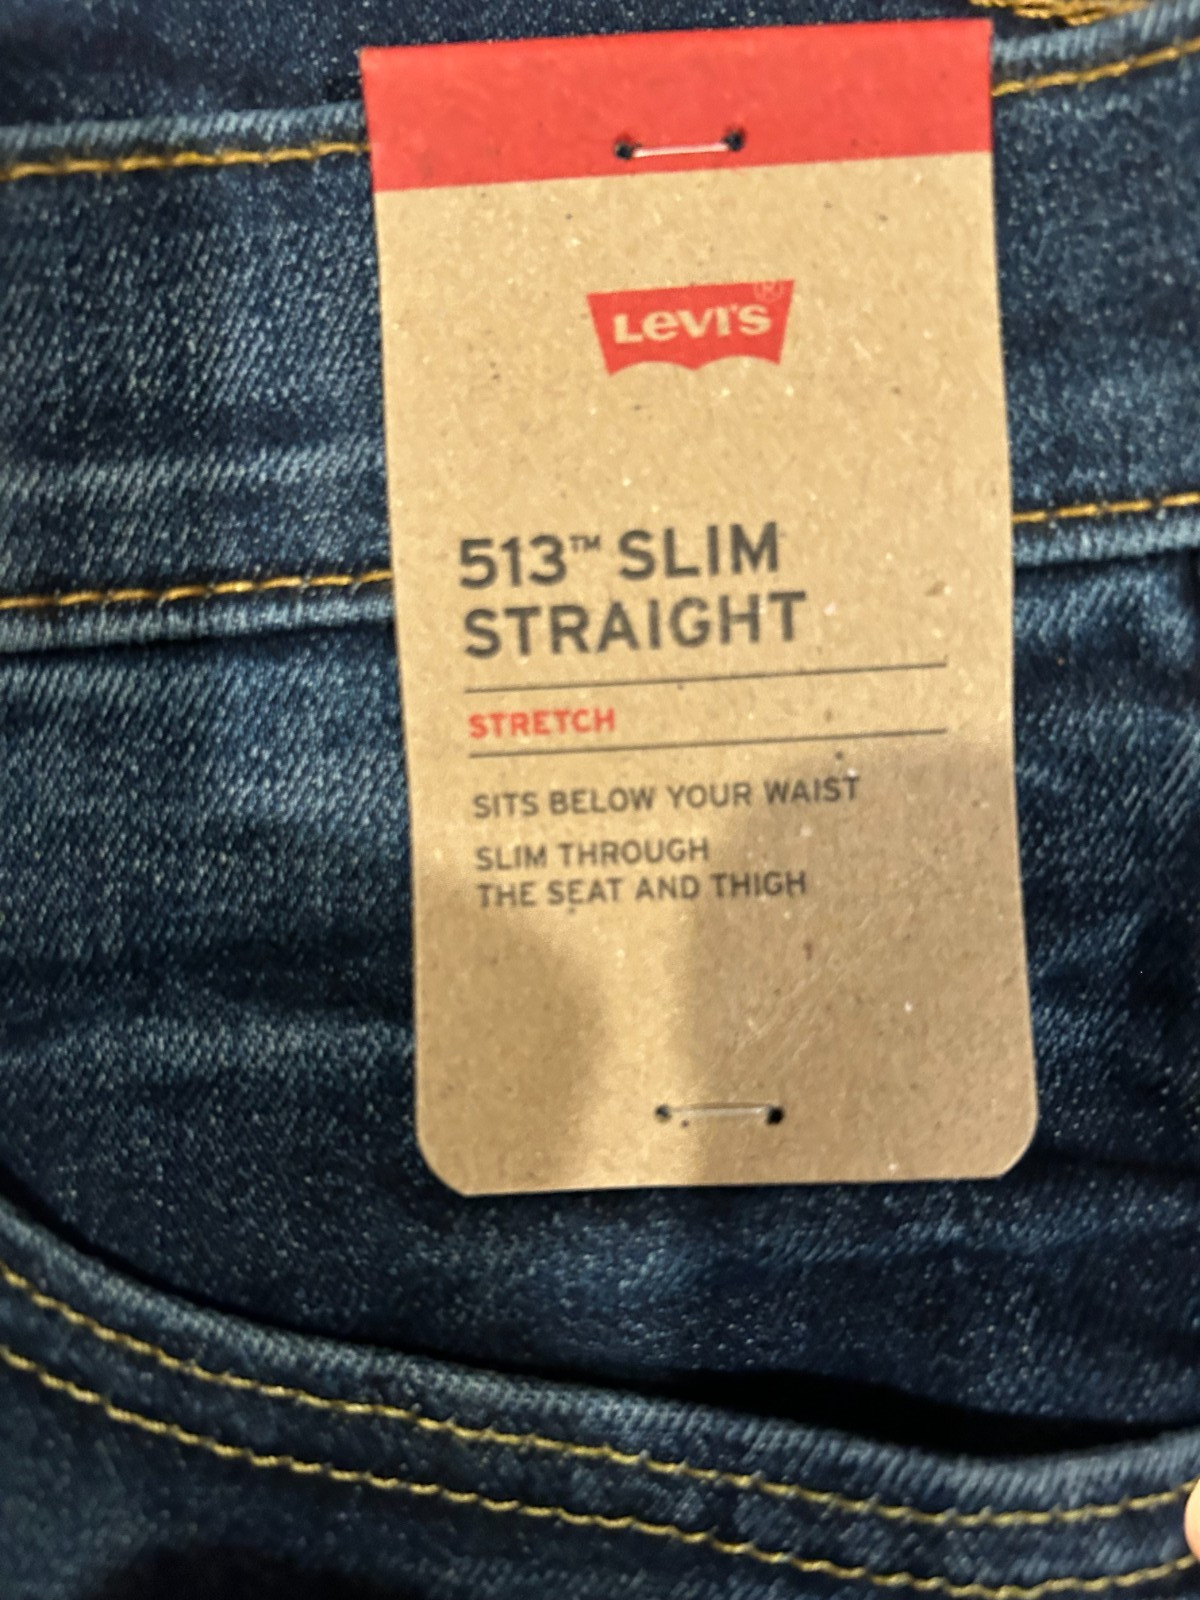 LEVI'S®
513™ SLIM
STRAIGHT
STRETCH
SITS BELOW YOUR WAIST
SLIM THROUGH
THE SEAT AND THIGH